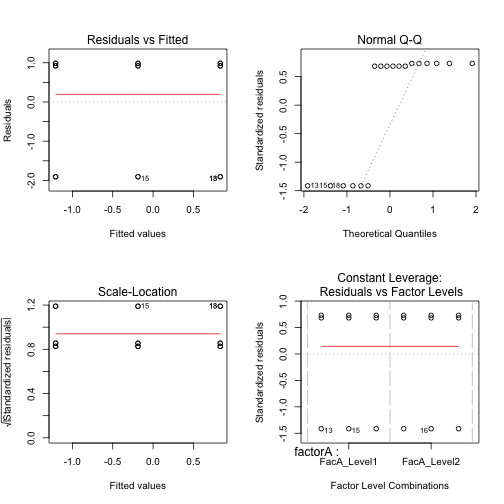 Residuals vs Fitted
Residuals
-2.0 -1.0 0.0 1.0
15
18
-1.0 -0.5 0.0 0.5
Fitted values
Normal Q-Q
Standardized residuals
-1.5 -1.0 -0.5 0.0 0.5
13 15 18
-2 -1 0 1 2
Theoretical Quantiles
Scale-Location
√|Standardized residuals|
0.0 0.4 0.8 1.2
15
18
-1.0 -0.5 0.0 0.5
Fitted values
Constant Leverage:
Residuals vs Factor Levels
Standardized residuals
-1.5 -1.0 -0.5 0.0 0.5 1.0
13 15 16
factorA :
FacA_Level1 FacA_Level2
Factor Level Combinations